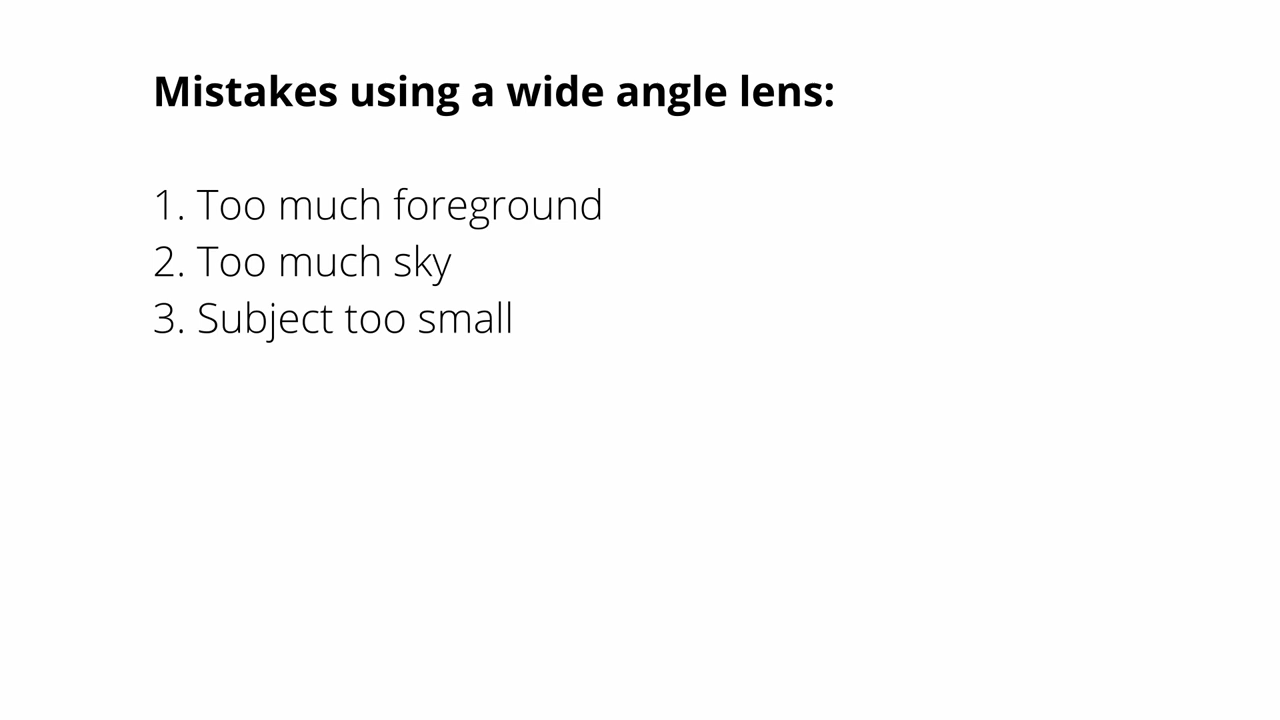 Mistakes using a wide angle lens:
1. Too much foreground
2. Too much sky
3. Subject too small